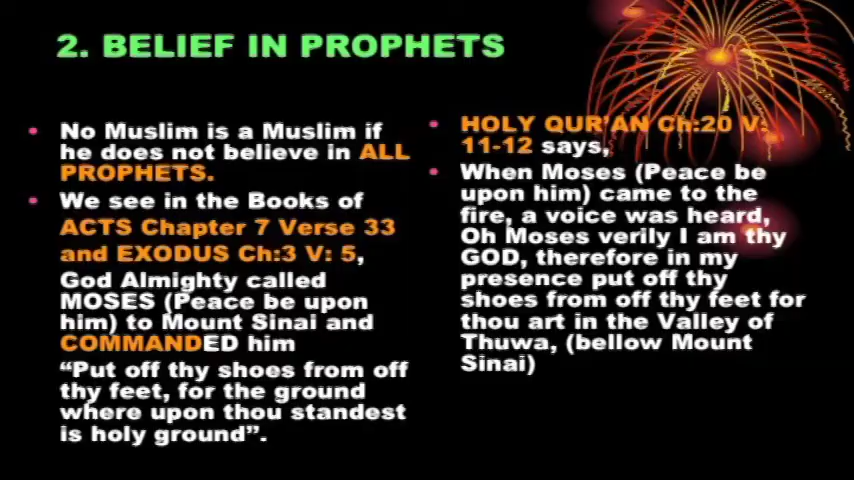 2. BELIEF IN PROPHETS
• No Muslim is a Muslim if
he does not believe in ALL
PROPHETS.
• We see in the Books of
ACTS Chapter 7 Verse 33
and EXODUS Ch:3 V: 5,
God Almighty called
MOSES (Peace be upon
him) to Mount Sinai and
COMMANDED him
“Put off thy shoes from off
thy feet, for the ground
where upon thou standest
is holy ground”.
• HOLY QUR’AN Ch:20 V:
11-12 says,
• When Moses (Peace be
upon him) came to the
fire, a voice was heard,
Oh Moses verily I am thy
GOD, therefore in my
presence put off thy
shoes from off thy feet for
thou art in the Valley of
Thuwa, (bellow Mount
Sinai)